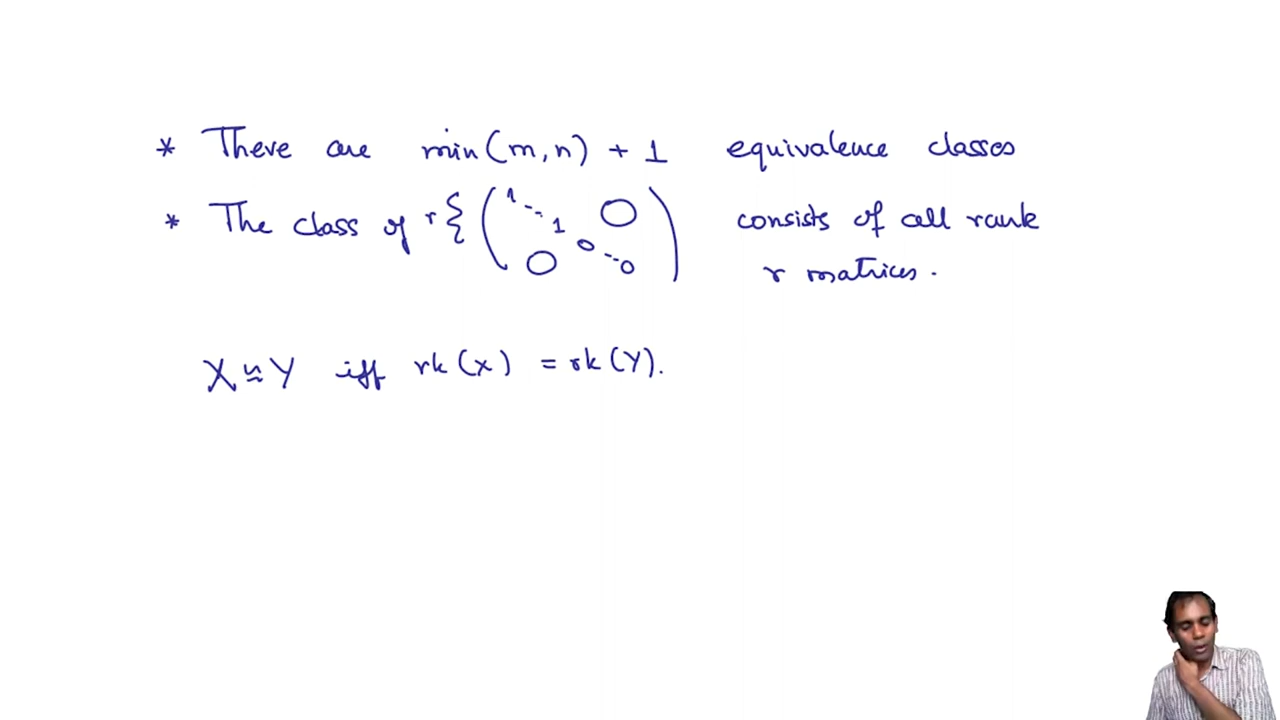 * There are min(m,n) + 1 equivalence classes
* The class of r{ ( 1 ⋱ 1 0 0 0 ⋱ 0 ) consists of all rank
r matrices.
X ≈ Y iff rk(x) = rk(Y).